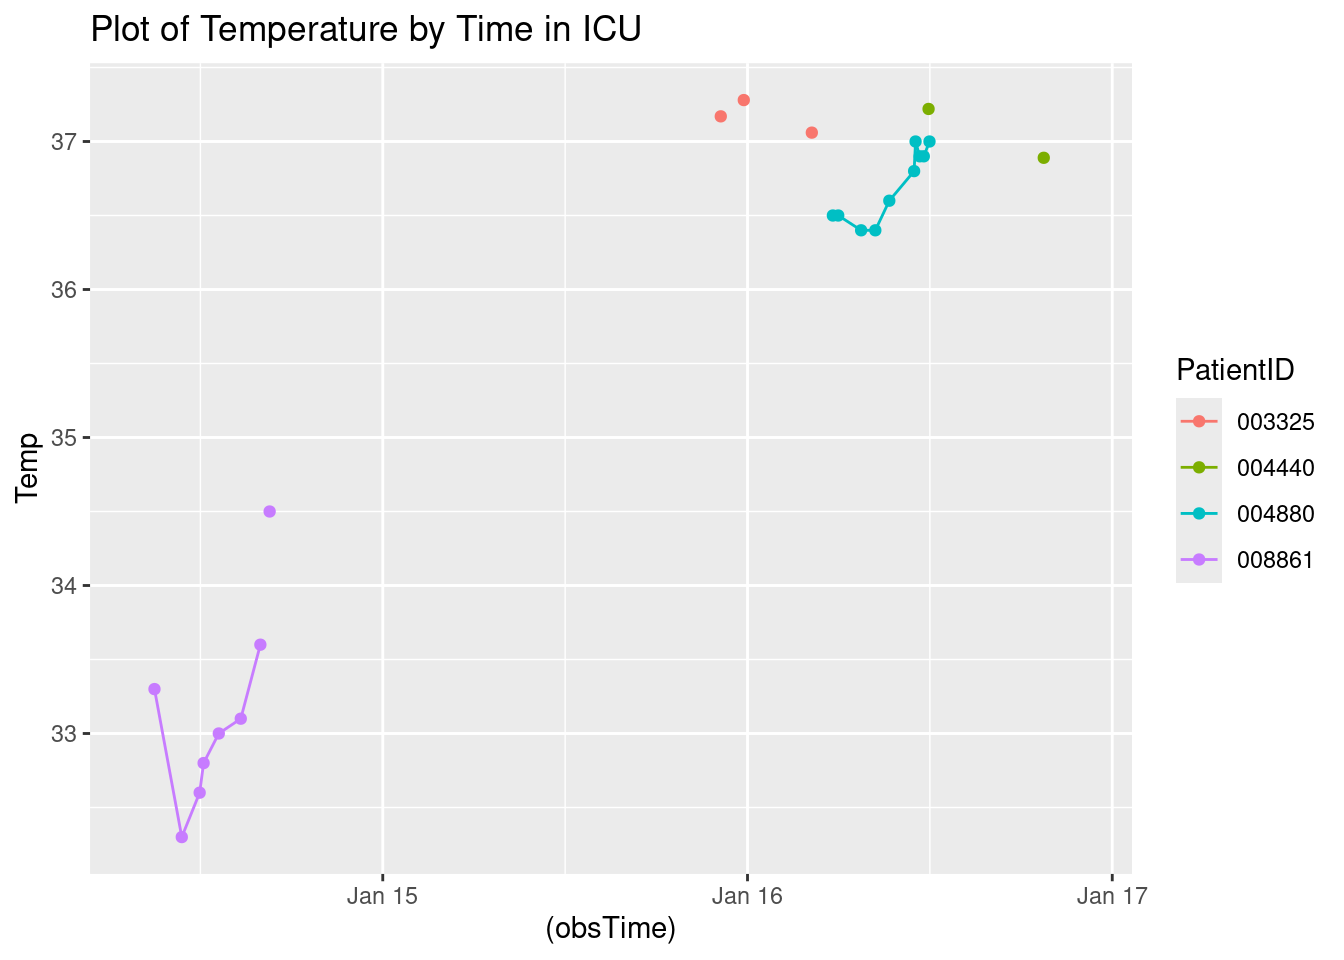 Plot of Temperature by Time in ICU
Temp
37
36
35
34
33
Jan 15
Jan 16
Jan 17
(obsTime)
PatientID
003325
004440
004880
008861